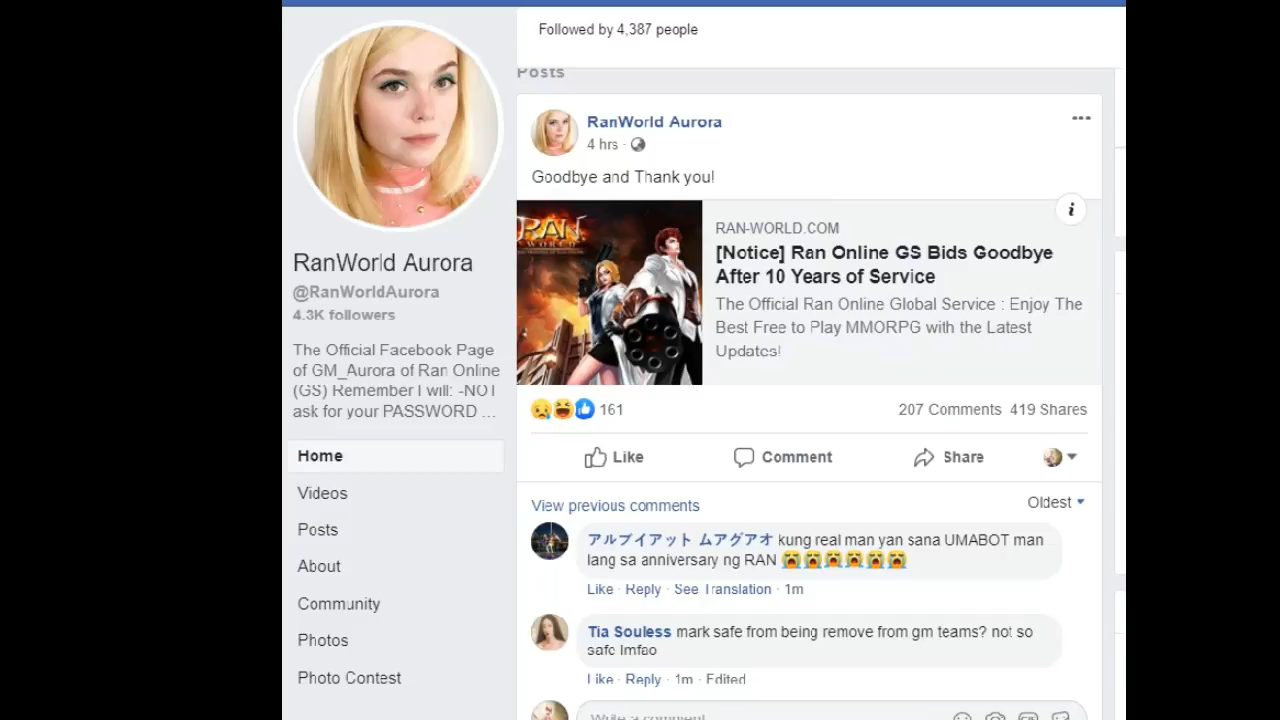 Followed by 4,387 people
Posts
RanWorld Aurora
4 hrs ·
Goodbye and Thank you!
RAN
WORLD
RAN-WORLD.COM
[Notice] Ran Online GS Bids Goodbye
After 10 Years of Service
The Official Ran Online Global Service : Enjoy The
Best Free to Play MMORPG with the Latest
Updates!
161
207 Comments 419 Shares
Like
Comment
Share
View previous comments
Oldest
アルブイアット ムアグアオ kung real man yan sana UMABOT man
lang sa anniversary ng RAN 😭😭😭😭😭😭
Like · Reply · See Translation · 1m
Tia Souless mark safe from being remove from gm teams? not so
safe lmfao
Like · Reply · 1m · Edited
Write a comment
RanWorld Aurora
@RanWorldAurora
4.3K followers
The Official Facebook Page
of GM_Aurora of Ran Online
(GS) Remember I will: -NOT
ask for your PASSWORD ...
Home
Videos
Posts
About
Community
Photos
Photo Contest